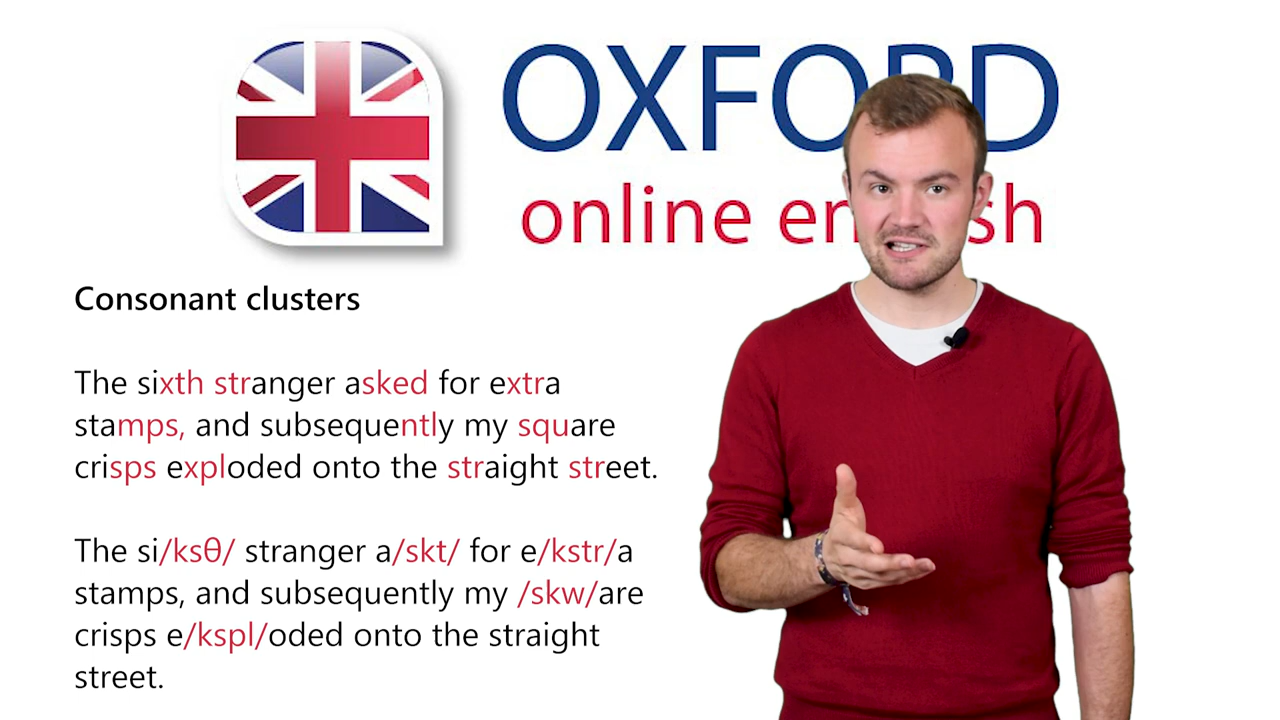 OXFORD
online english
Consonant clusters
The sixth stranger asked for extra
stamps, and subsequently my square
crisps exploded onto the straight street.
The si/ksθ/ stranger a/skt/ for e/kstr/a
stamps, and subsequently my /skw/are
crisps e/kspl/oded onto the straight
street.